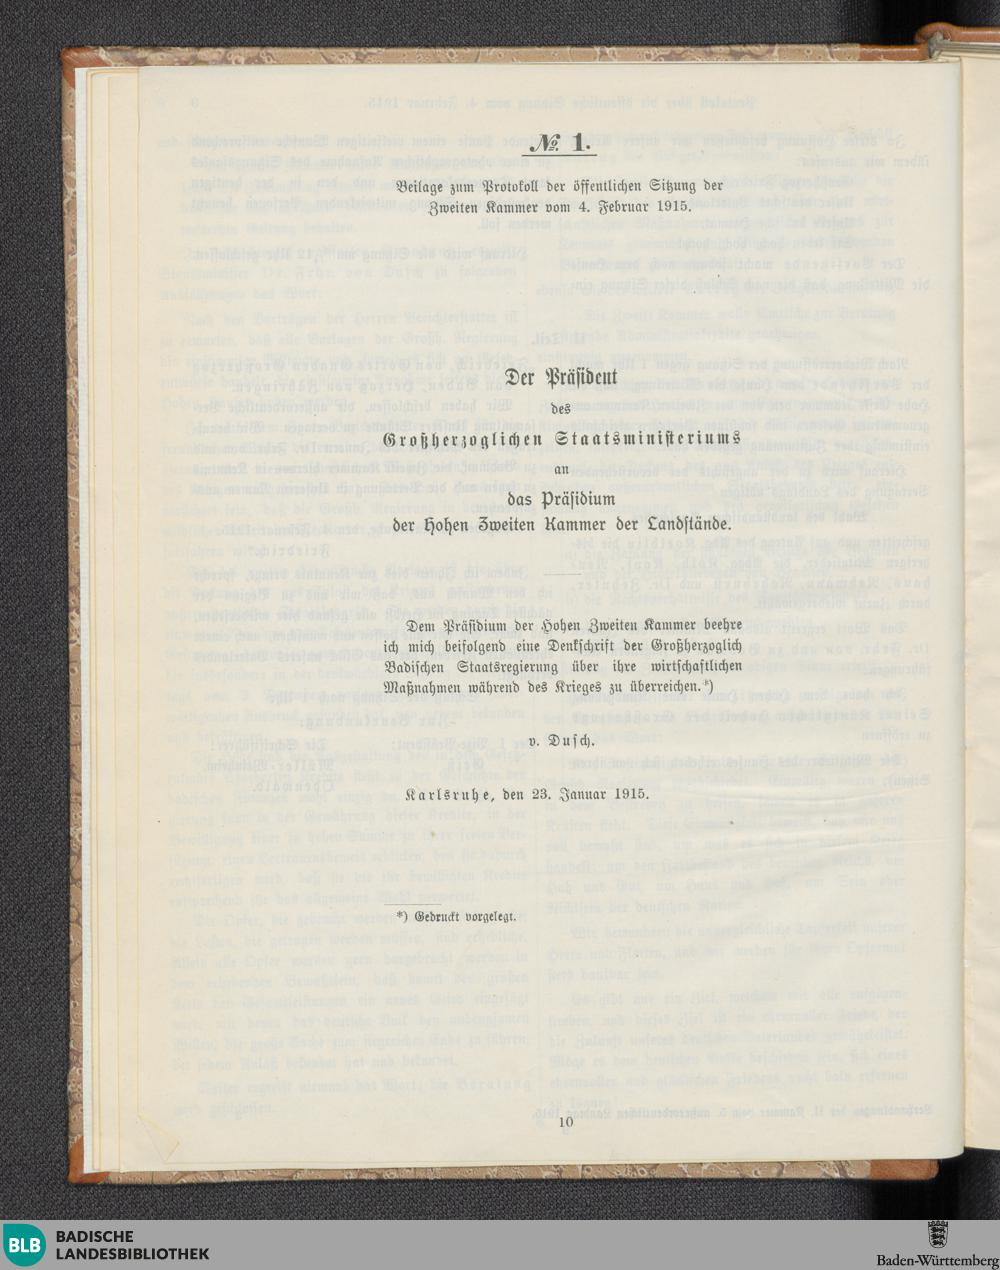 № 1.
Beilage zum Protokoll der öffentlichen Sitzung der
Zweiten Kammer vom 4. Februar 1915.
Der Präsident
des
Großherzoglichen Staatsministeriums
an
das Präsidium
der Hohen Zweiten Kammer der Landstände.
Dem Präsidium der Hohen Zweiten Kammer beehre
ich mich beifolgend eine Denkschrift der Großherzoglich
Badischen Staatsregierung über ihre wirtschaftlichen
Maßnahmen während des Krieges zu überreichen.*)
v. Dusch.
Karlsruhe, den 23. Januar 1915.
*) Gedruckt vorgelegt.
10
BLB
BADISCHE
LANDESBIBLIOTHEK
Baden-Württemberg